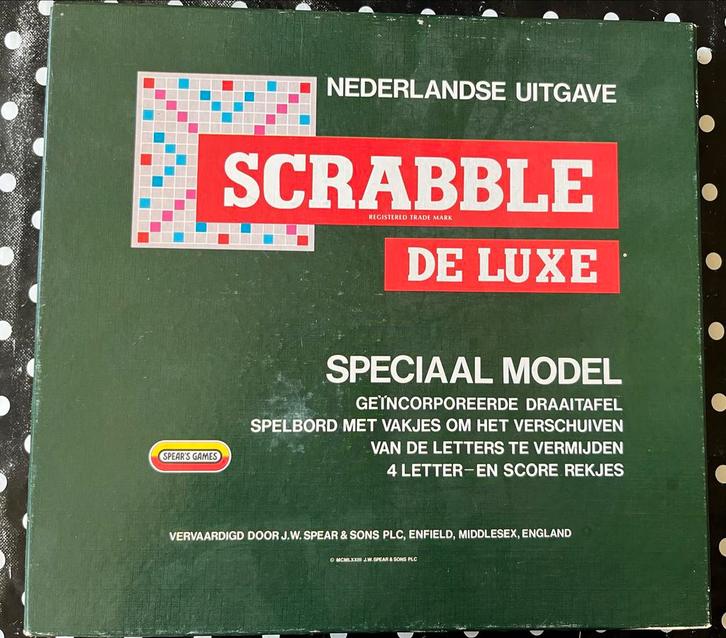 NEDERLANDSE UITGAVE
SCRABBLE
REGISTERED TRADE MARK
DE LUXE
SPECIAAL MODEL
GEÏNCORPOREERDE DRAAITAFEL
SPELBORD MET VAKJES OM HET VERSCHUIVEN
VAN DE LETTERS TE VERMIJDEN
4 LETTER–EN SCORE REKJES
SPEAR'S GAMES
VERVAARDIGD DOOR J.W. SPEAR & SONS PLC, ENFIELD, MIDDLESEX, ENGLAND
© MCMLXXIII J.W. SPEAR & SONS PLC